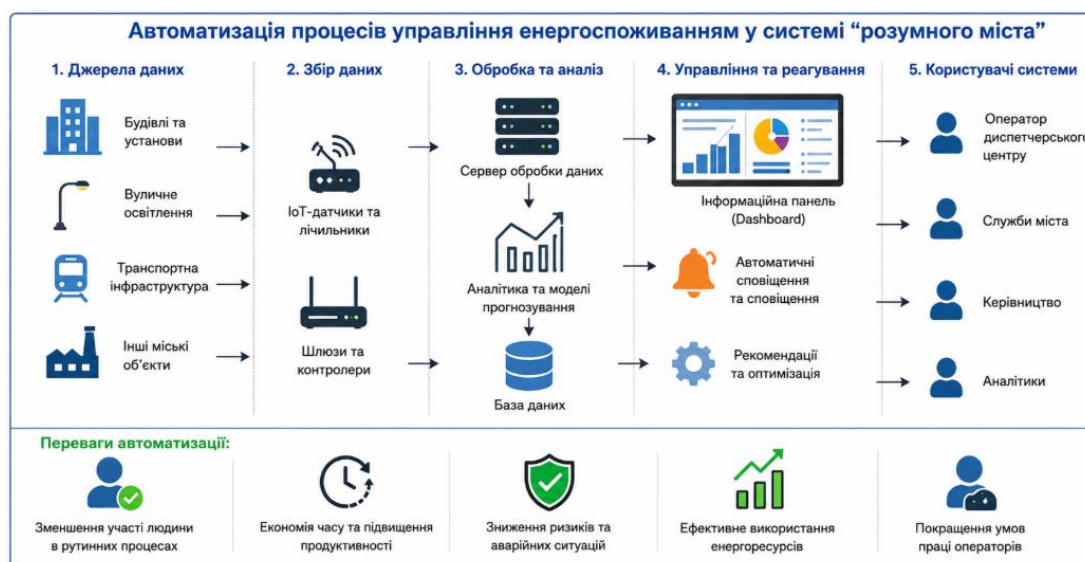 Автоматизація процесів управління енергоспоживанням у системі “розумного міста”
1. Джерела даних
Будівлі та
установи
Вуличне
освітлення
Транспортна
інфраструктура
Інші міські
об’єкти
2. Збір даних
IoT-датчики та
лічильники
Шлюзи та
контролери
3. Обробка та аналіз
Сервер обробки даних
Аналітика та моделі
прогнозування
База даних
4. Управління та реагування
Інформаційна панель
(Dashboard)
Автоматичні
сповіщення
та сповіщення
Рекомендації
та оптимізація
5. Користувачі системи
Оператор
диспетчерського
центру
Служби міста
Керівництво
Аналітики
Переваги автоматизації:
Зменшення участі людини
в рутинних процесах
Економія часу та підвищення
продуктивності
Зниження ризиків та
аварійних ситуацій
Ефективне використання
енергоресурсів
Покращення умов
праці операторів